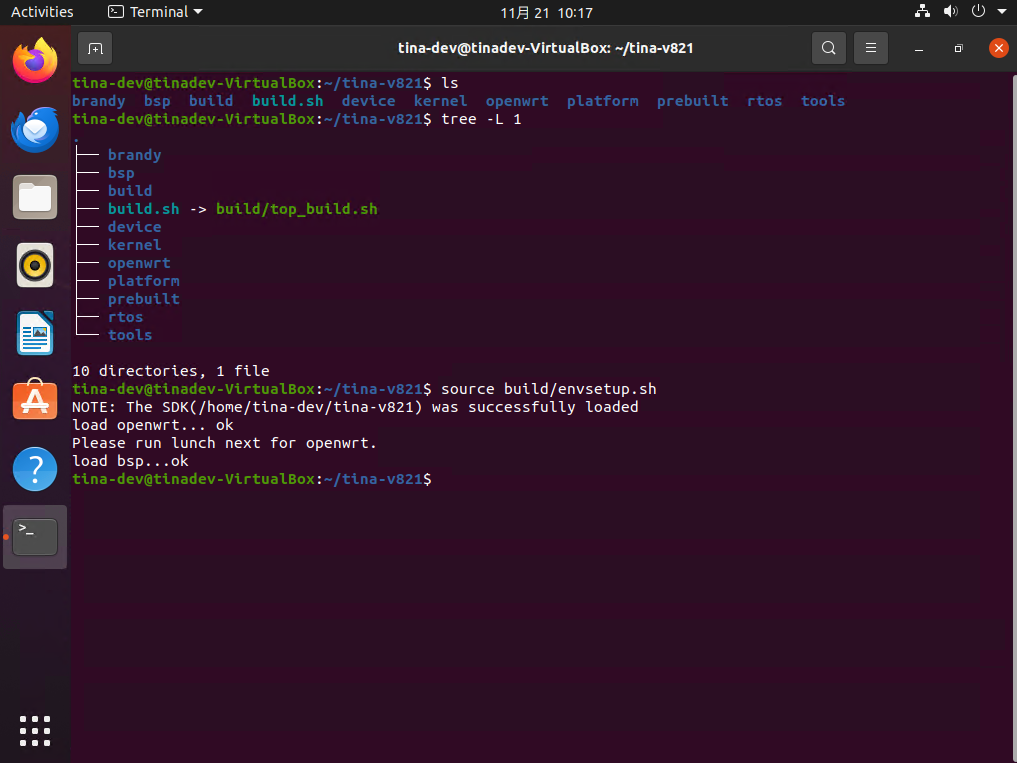 Activities Terminal 11月 21 10:17
tina-dev@tinadev-VirtualBox: ~/tina-v821
tina-dev@tinadev-VirtualBox:~/tina-v821$ ls
brandy bsp build build.sh device kernel openwrt platform prebuilt rtos tools
tina-dev@tinadev-VirtualBox:~/tina-v821$ tree -L 1
.
├── brandy
├── bsp
├── build
├── build.sh -> build/top_build.sh
├── device
├── kernel
├── openwrt
├── platform
├── prebuilt
├── rtos
└── tools
10 directories, 1 file
tina-dev@tinadev-VirtualBox:~/tina-v821$ source build/envsetup.sh
NOTE: The SDK(/home/tina-dev/tina-v821) was successfully loaded
load openwrt... ok
Please run lunch next for openwrt.
load bsp...ok
tina-dev@tinadev-VirtualBox:~/tina-v821$